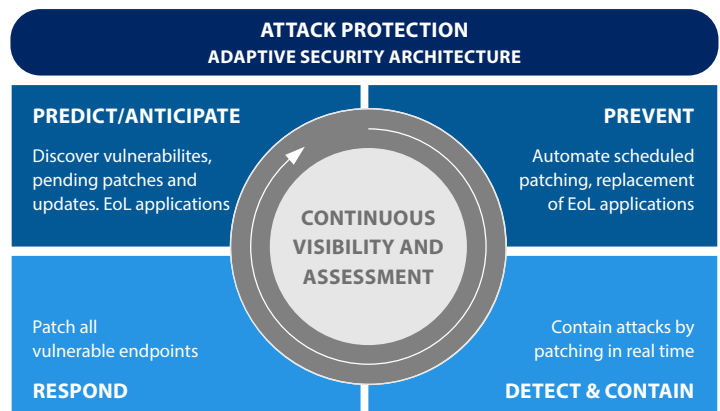 ATTACK PROTECTION
ADAPTIVE SECURITY ARCHITECTURE
PREDICT/ANTICIPATE
Discover vulnerabilites,
pending patches and
updates. EoL applications
PREVENT
Automate scheduled
patching, replacement
of EoL applications
CONTINUOUS
VISIBILITY AND
ASSESSMENT
Patch all
vulnerable endpoints
RESPOND
Contain attacks by
patching in real time
DETECT & CONTAIN